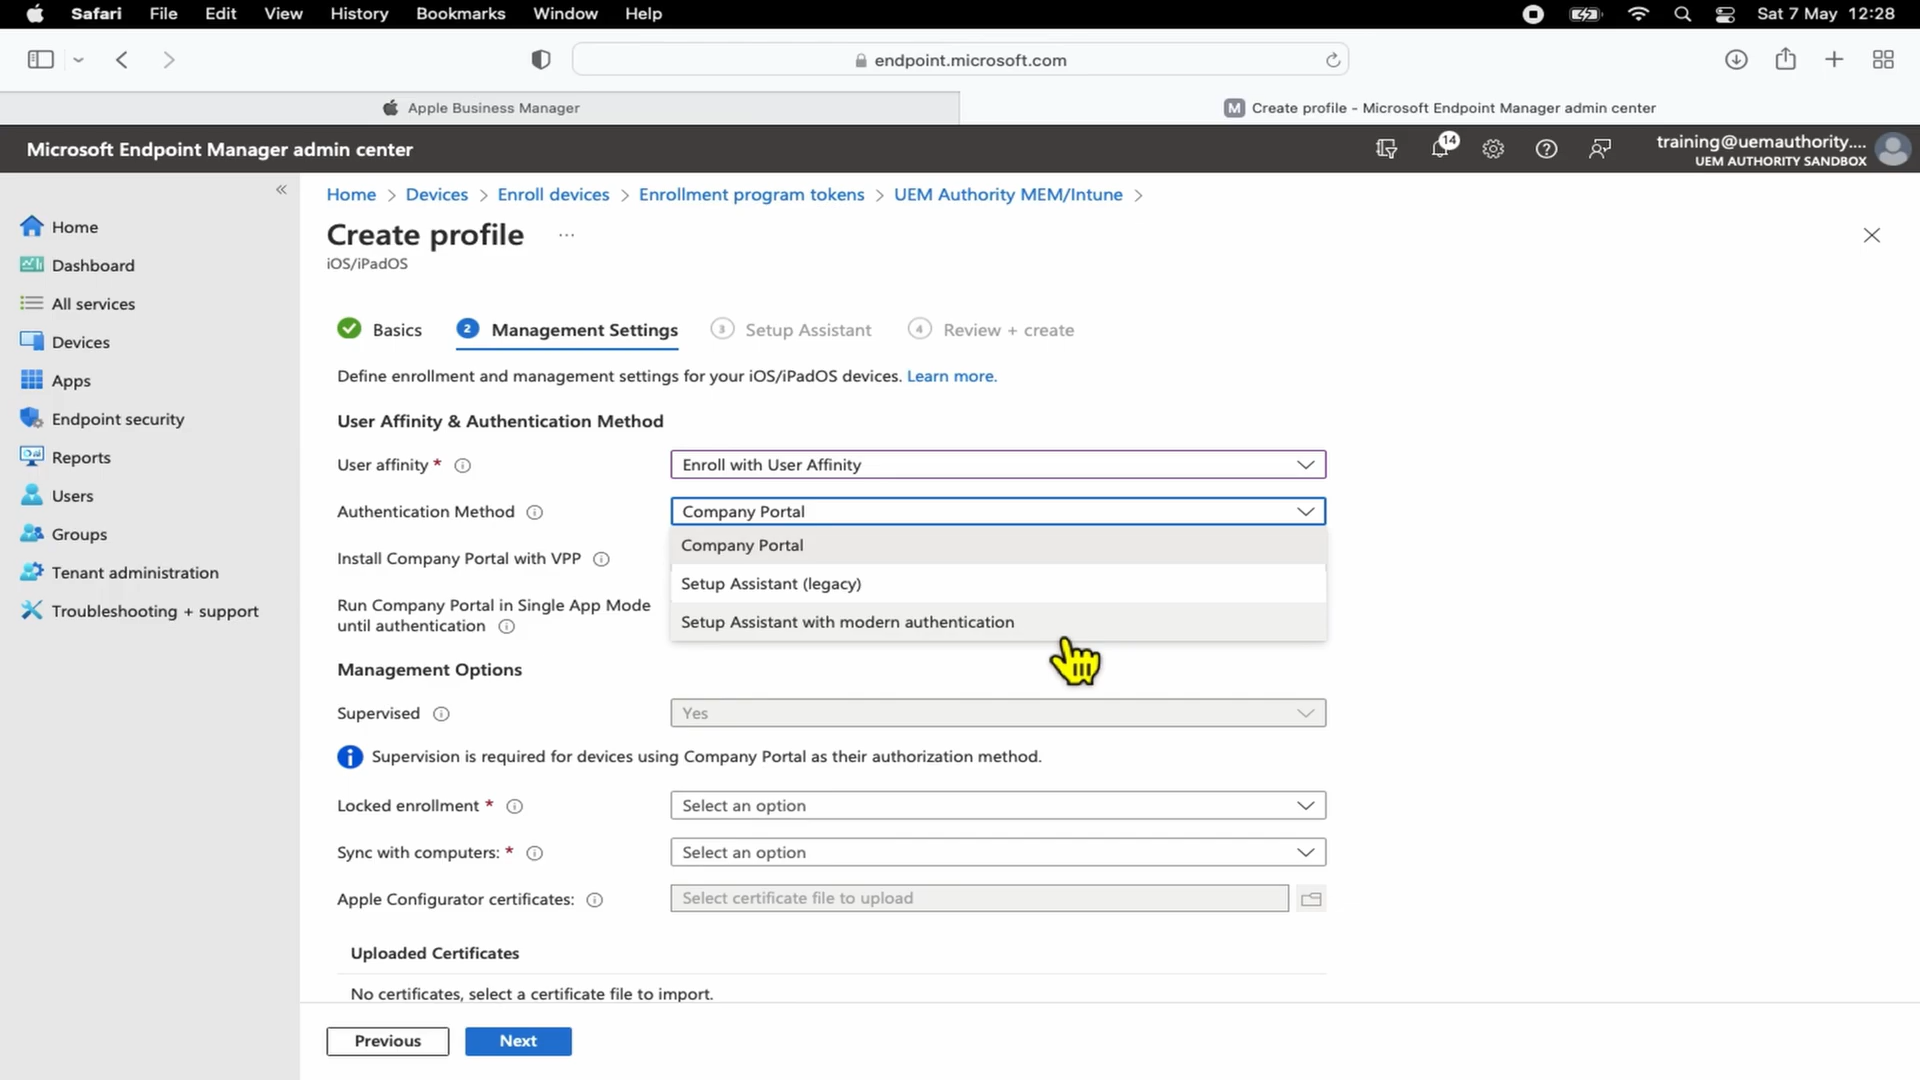 Safari File Edit View History Bookmarks Window Help Sat 7 May 12:28
endpoint.microsoft.com
Apple Business Manager
M Create profile - Microsoft Endpoint Manager admin center
Microsoft Endpoint Manager admin center
14
training@uemauthority....
UEM AUTHORITY SANDBOX
Home
Dashboard
All services
Devices
Apps
Endpoint security
Reports
Users
Groups
Tenant administration
Troubleshooting + support
Home > Devices > Enroll devices > Enrollment program tokens > UEM Authority MEM/Intune >
Create profile ...
iOS/iPadOS
Basics 2 Management Settings 3 Setup Assistant 4 Review + create
Define enrollment and management settings for your iOS/iPadOS devices. Learn more.
User Affinity & Authentication Method
User affinity * Enroll with User Affinity
Authentication Method Company Portal
Company Portal
Install Company Portal with VPP
Setup Assistant (legacy)
Run Company Portal in Single App Mode
until authentication
Setup Assistant with modern authentication
Management Options
Supervised Yes
Supervision is required for devices using Company Portal as their authorization method.
Locked enrollment * Select an option
Sync with computers: * Select an option
Apple Configurator certificates: Select certificate file to upload
Uploaded Certificates
No certificates, select a certificate file to import.
Previous Next